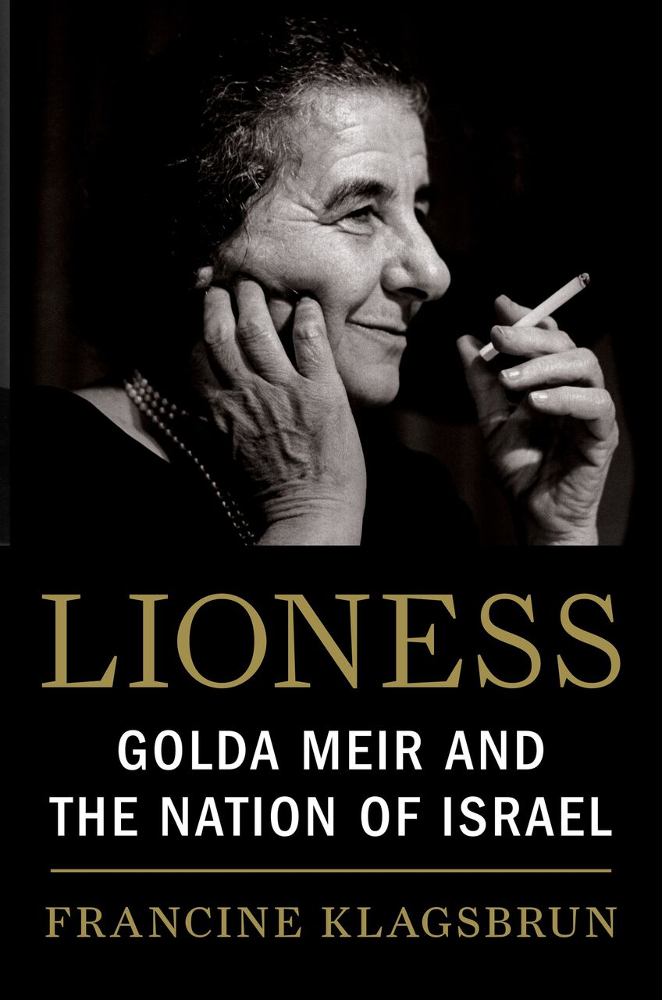 LIONESS
GOLDA MEIR AND
THE NATION OF ISRAEL
FRANCINE KLAGSBRUN